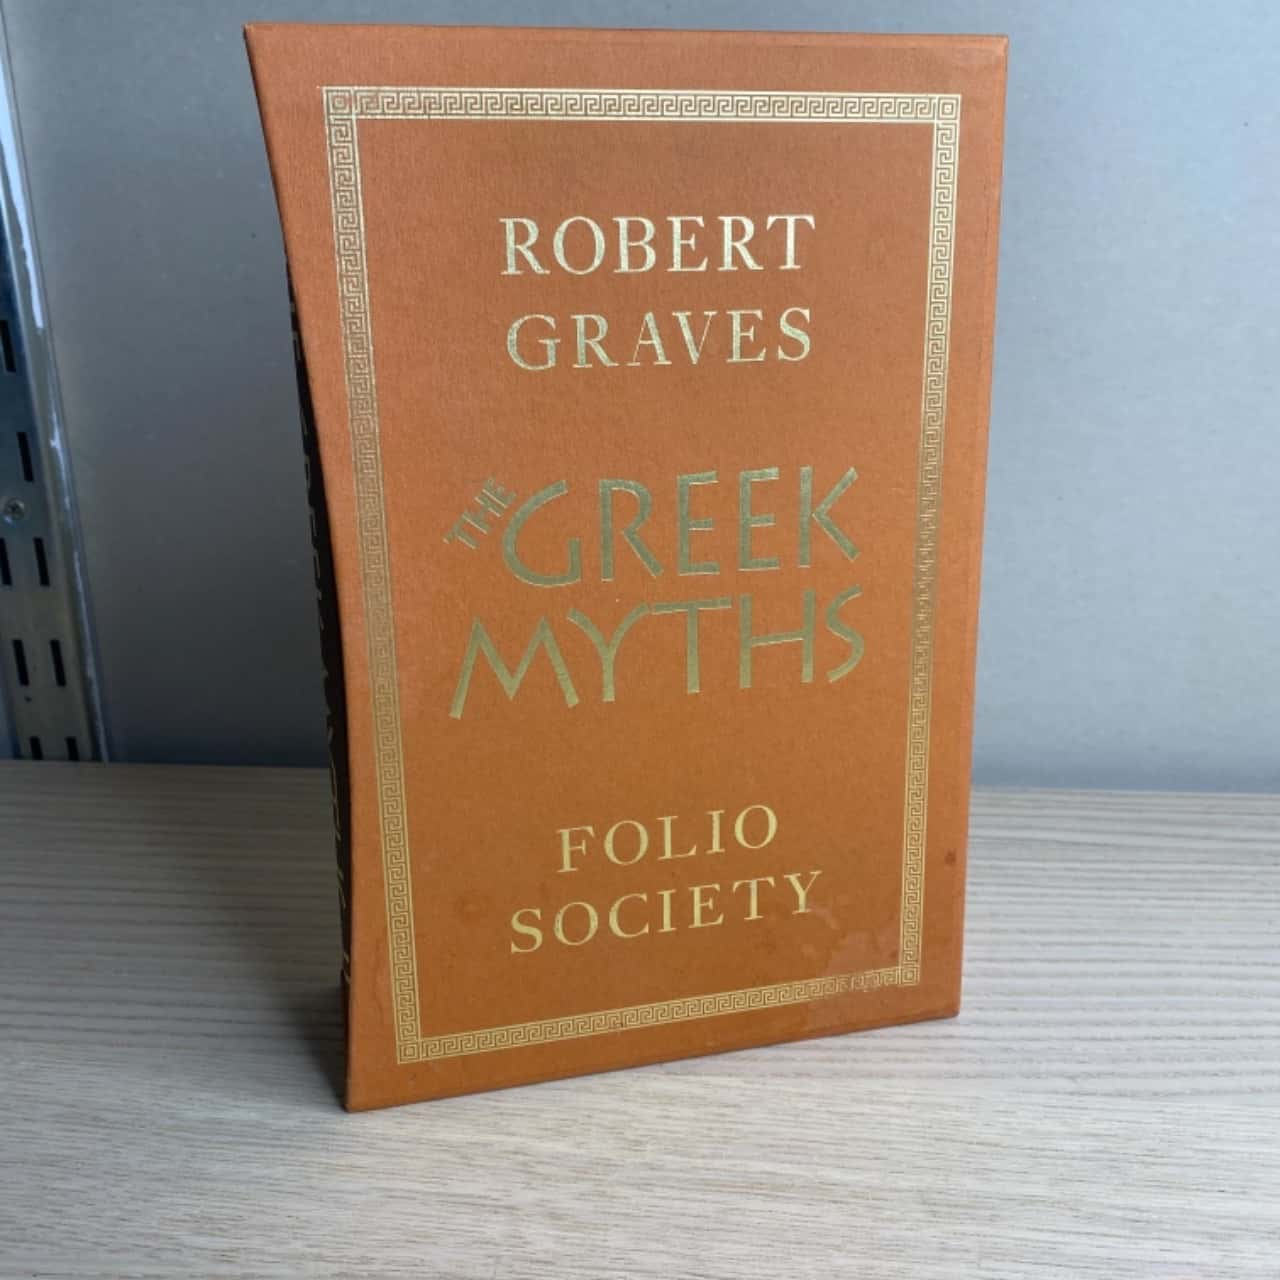 ROBERT
GRAVES
THE GREEK
MYTHS
FOLIO
SOCIETY